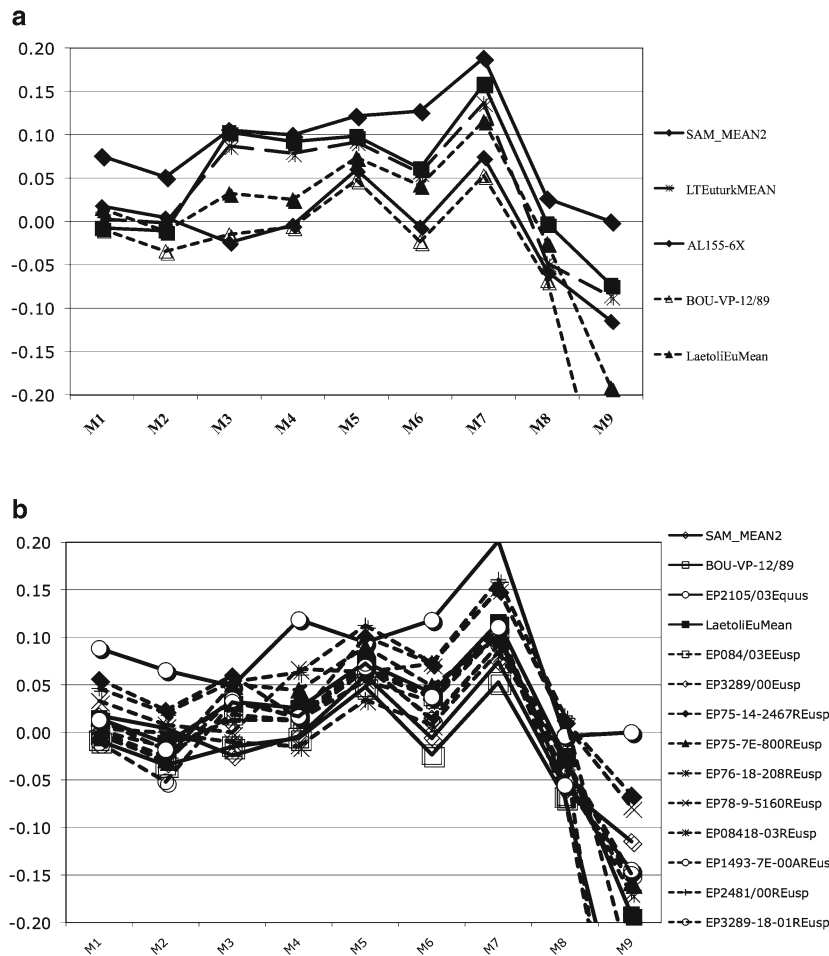 a
0.20
0.15
0.10
0.05
0.00
-0.05
-0.10
-0.15
-0.20
M1 M2 M3 M4 M5 M6 M7 M8 M9
SAM_MEAN2
LTEuturkMEAN
AL155-6X
BOU-VP-12/89
LaetoliEuMean
b
0.20
0.15
0.10
0.05
0.00
-0.05
-0.10
-0.15
-0.20
M1 M2 M3 M4 M5 M6 M7 M8 M9
SAM_MEAN2
BOU-VP-12/89
EP2105/03Equus
LaetoliEuMean
EP084/03EEusp
EP3289/00Eusp
EP75-14-2467REusp
EP75-7E-800REusp
EP76-18-208REusp
EP78-9-5160REusp
EP08418-03REusp
EP1493-7E-00AREus
EP2481/00REusp
EP3289-18-01REusp